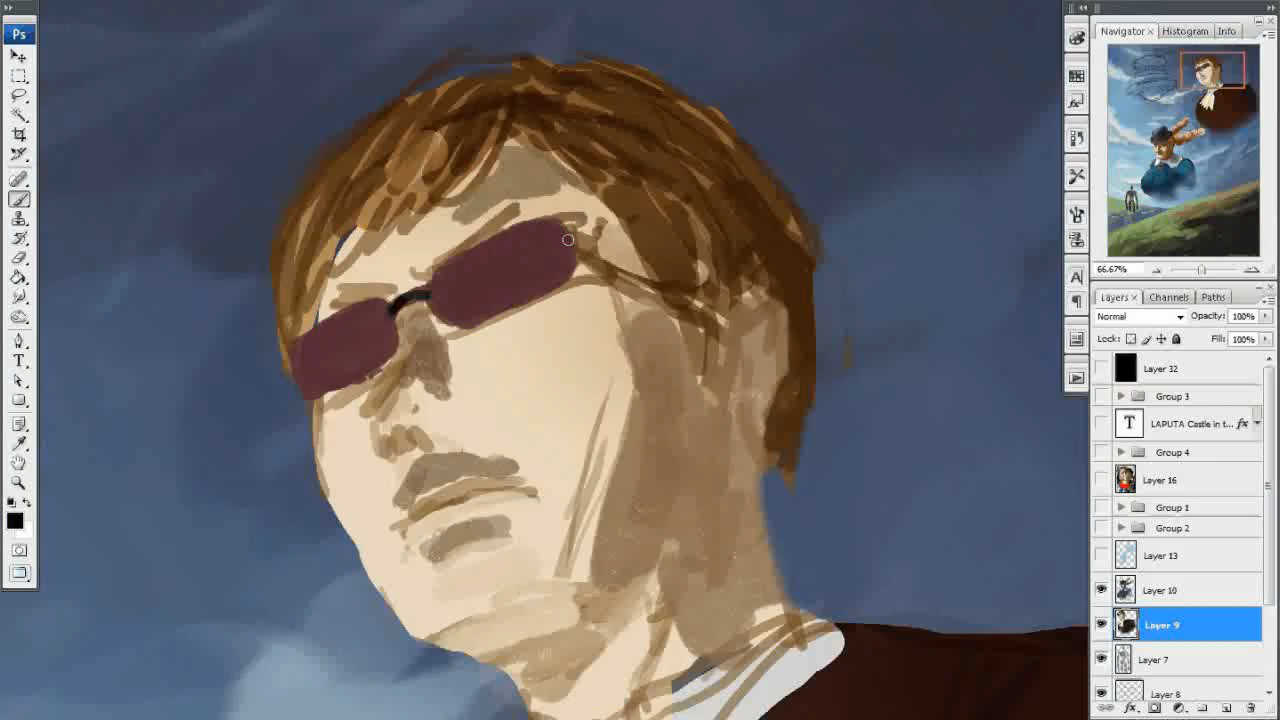 Ps
Navigator Histogram Info
66.67%
Layers Channels Paths
Normal Opacity: 100%
Lock: Fill: 100%
Layer 32
Group 3
T LAPUTA Castle in t... fx
Group 4
Layer 16
Group 1
Group 2
Layer 13
Layer 10
Layer 9
Layer 7
Layer 8